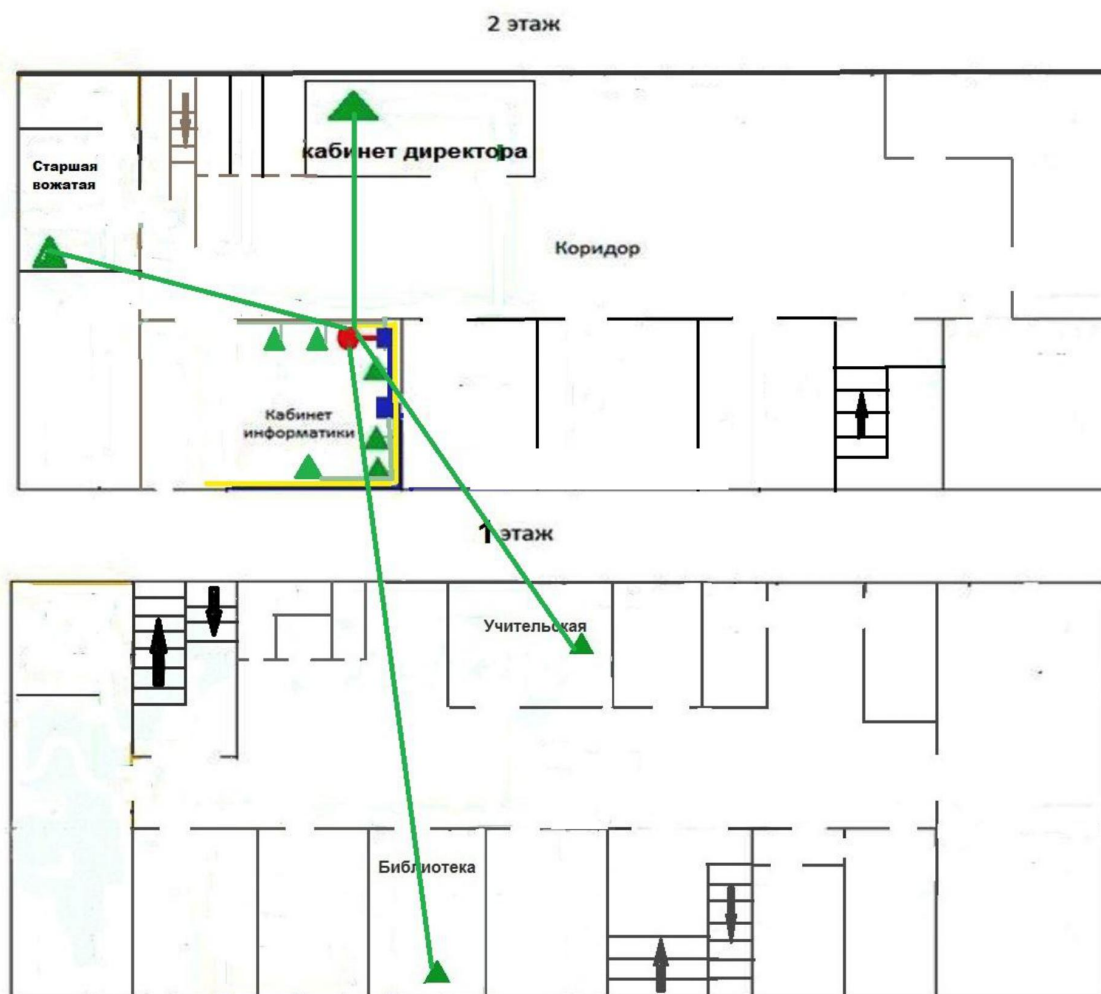 2 этаж
кабинет директора
Старшая
вожатая
Коридор
Кабинет
информатики
1 этаж
Учительская
Библиотека